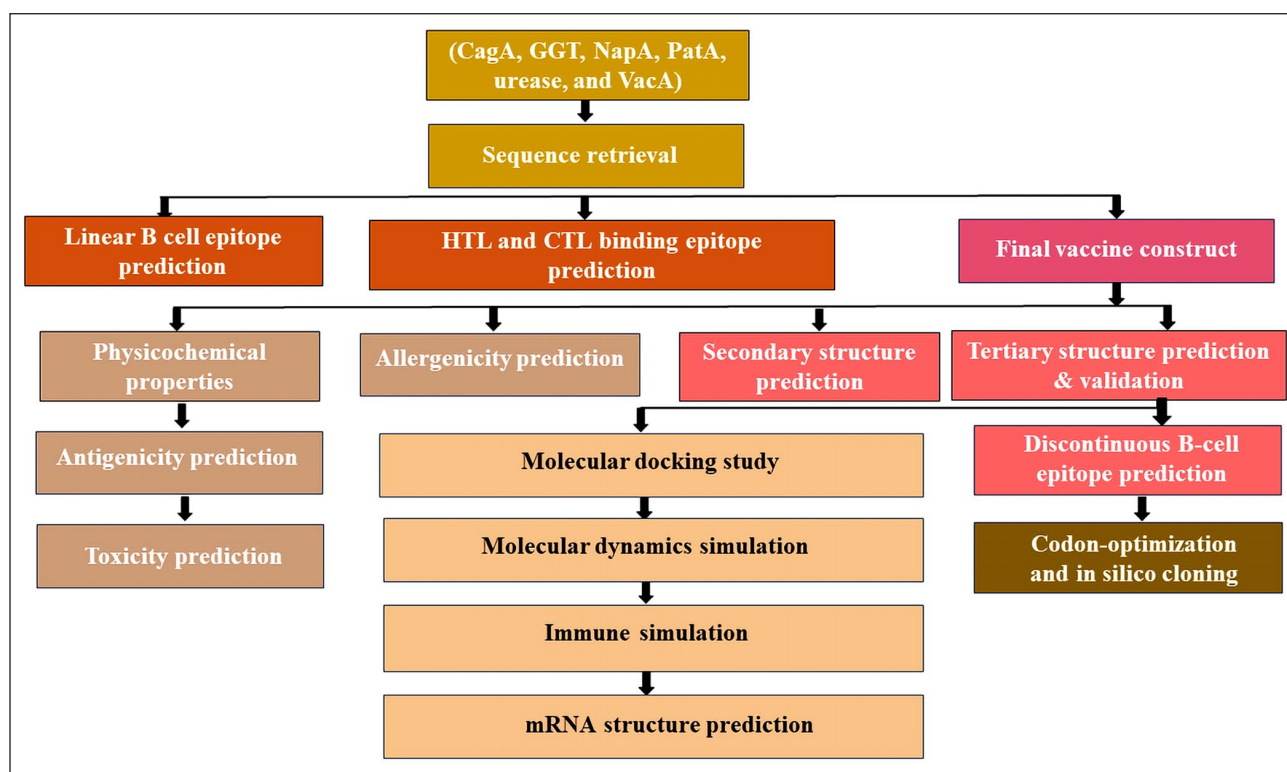 (CagA, GGT, NapA, PatA,
urease, and VacA)
Sequence retrieval
Linear B cell epitope
prediction
HTL and CTL binding epitope
prediction
Final vaccine construct
Physicochemical
properties
Allergenicity prediction
Secondary structure
prediction
Tertiary structure prediction
& validation
Antigenicity prediction
Molecular docking study
Discontinuous B-cell
epitope prediction
Toxicity prediction
Molecular dynamics simulation
Codon-optimization
and in silico cloning
Immune simulation
mRNA structure prediction